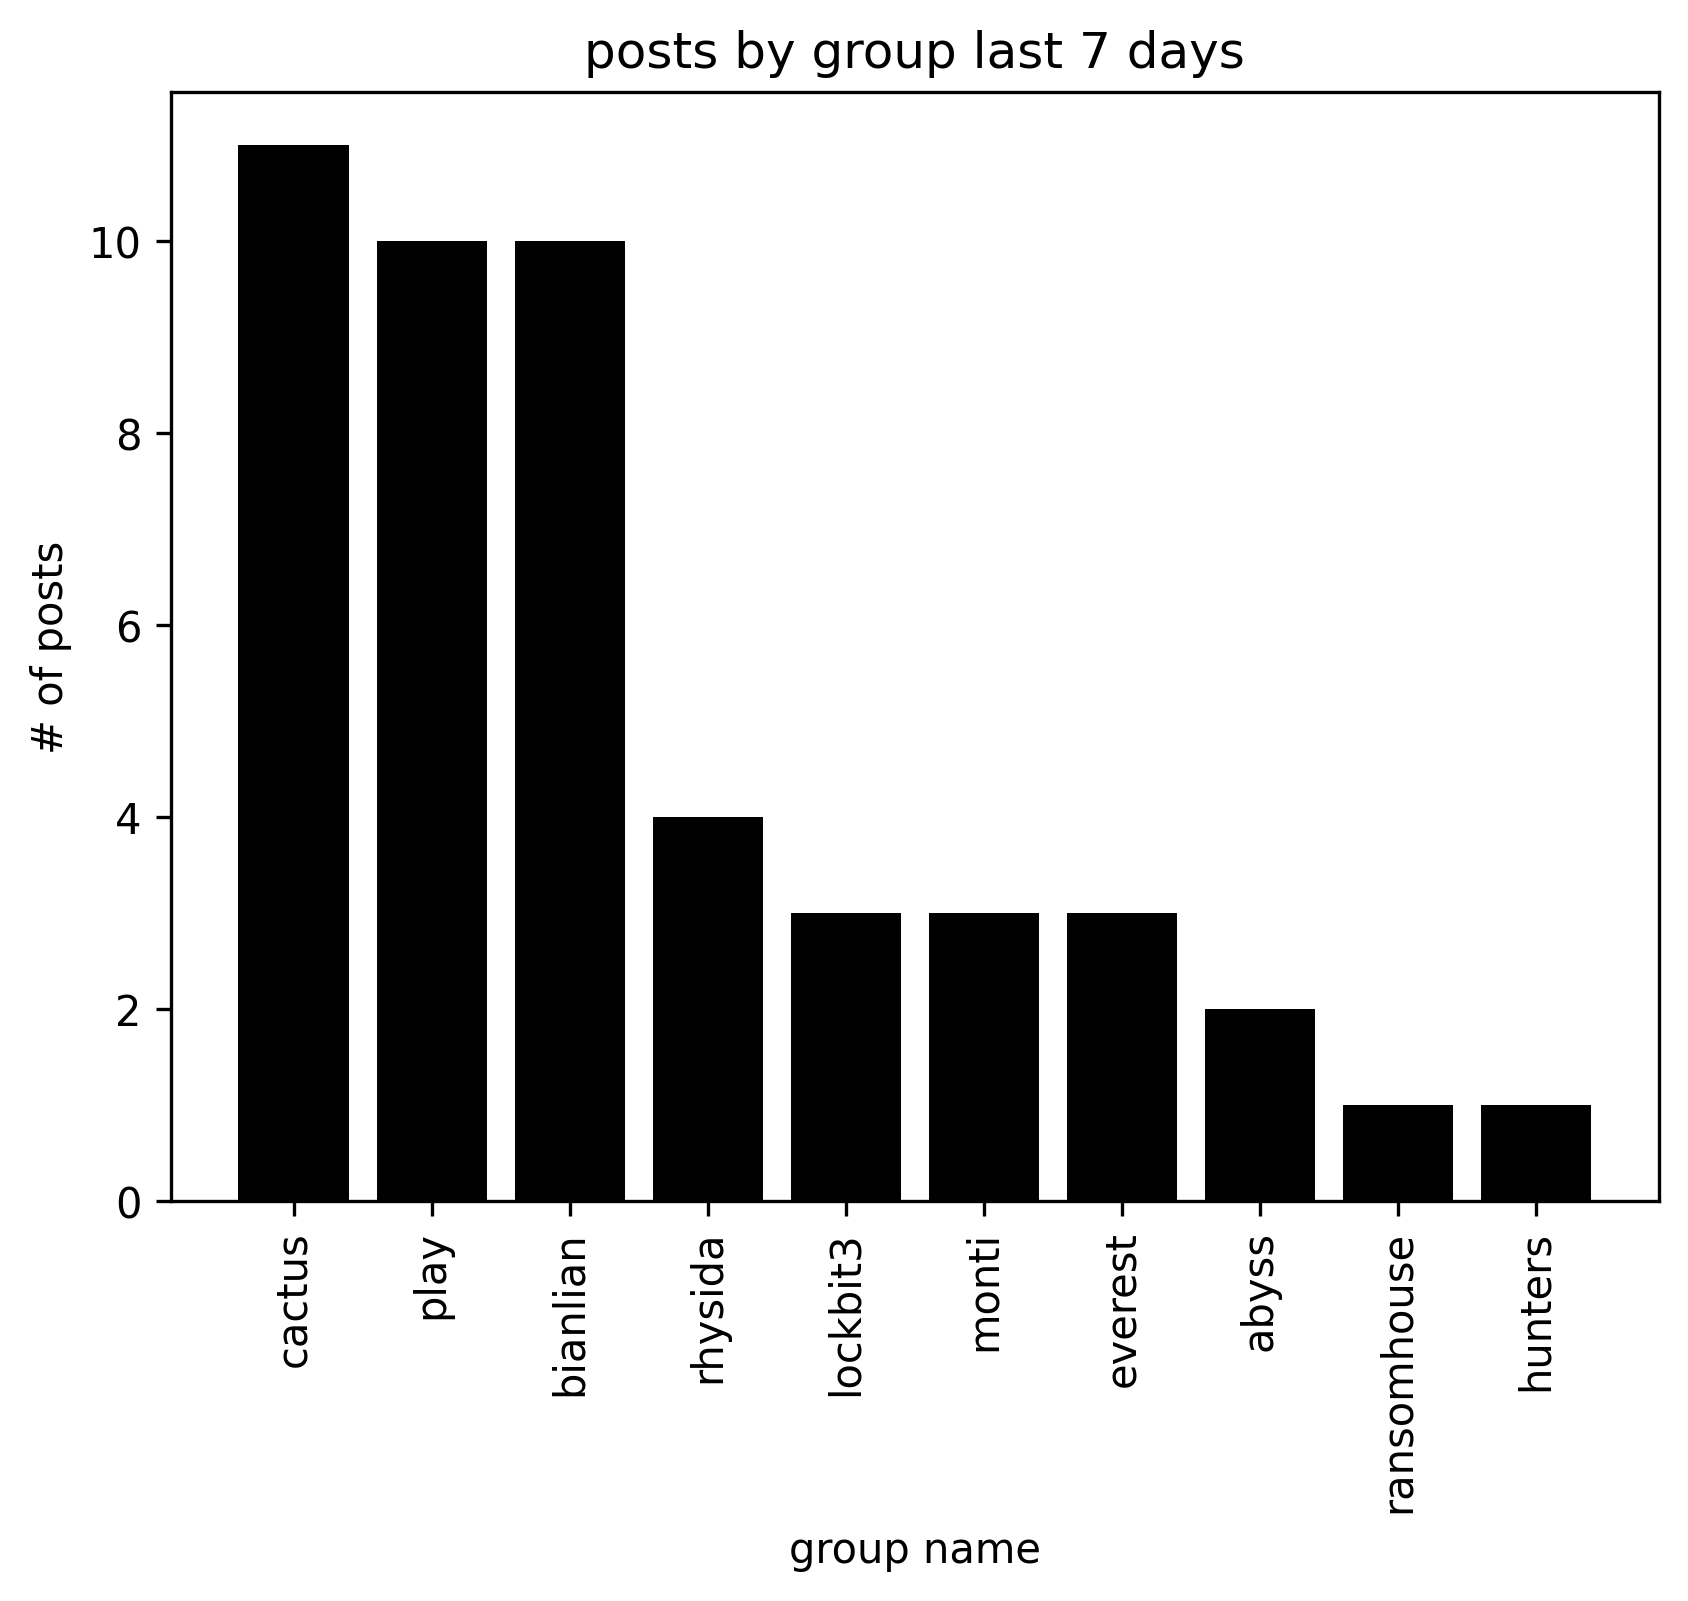 posts by group last 7 days
# of posts
10
8
6
4
2
0
cactus
play
bianlian
rhysida
lockbit3
monti
everest
abyss
ransomhouse
hunters
group name